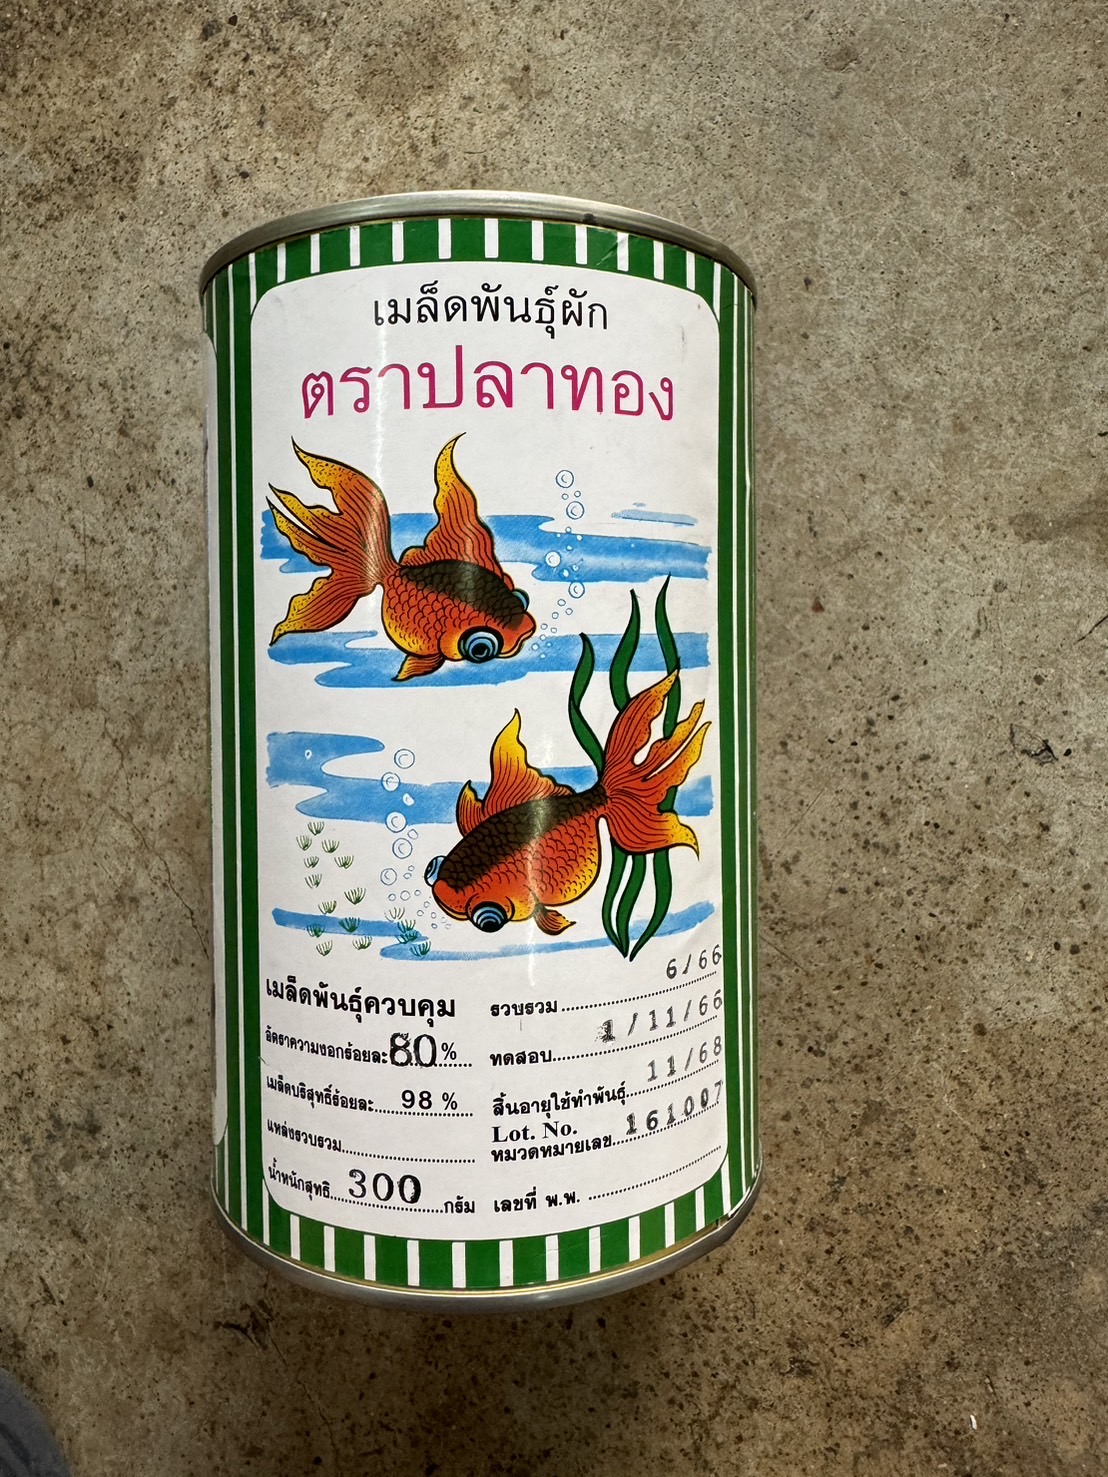 เมล็ดพันธุ์ผัก
ตราปลาทอง
เมล็ดพันธุ์ควบคุม
อัตราความงอกร้อยละ 80 %
เมล็ดบริสุทธิ์ร้อยละ.... 98 %
แหล่งรวบรวม
น้ำหนักสุทธิ.... 300 ....กรัม
รวบรวม 6/66
ทดสอบ 1/11/66
สิ้นอายุใช้ทำพันธุ์ 11/68
Lot. No.
หมวดหมายเลข 161007
เลขที่ พ.พ.